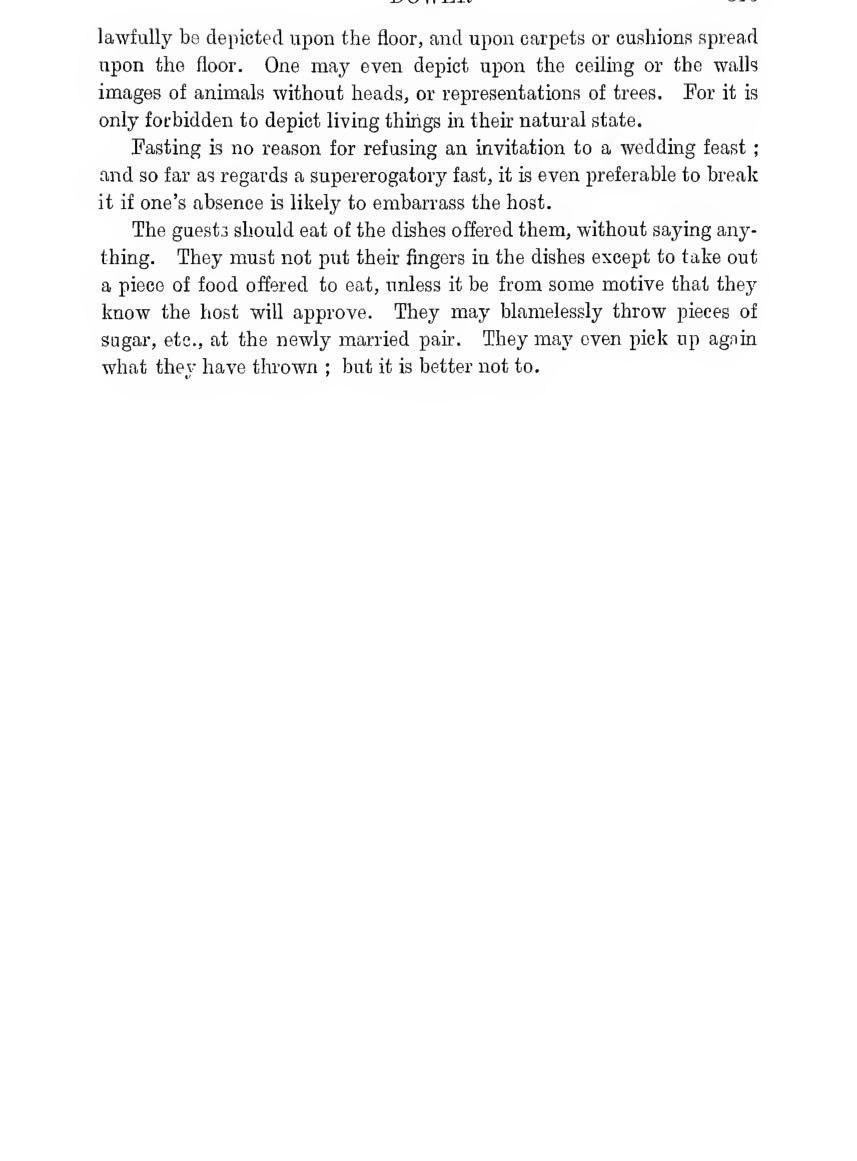 lawfully be depicted upon the floor, and upon carpets or cushions spread
upon the floor. One may even depict upon the ceiling or the walls
images of animals without heads, or representations of trees. For it is
only forbidden to depict living things in their natural state.
Fasting is no reason for refusing an invitation to a wedding feast ;
and so far as regards a supererogatory fast, it is even preferable to break
it if one's absence is likely to embarrass the host.
The guests should eat of the dishes offered them, without saying any-
thing. They must not put their fingers in the dishes except to take out
a piece of food offered to eat, unless it be from some motive that they
know the host will approve. They may blamelessly throw pieces of
sugar, etc., at the newly married pair. They may even pick up again
what they have thrown ; but it is better not to.